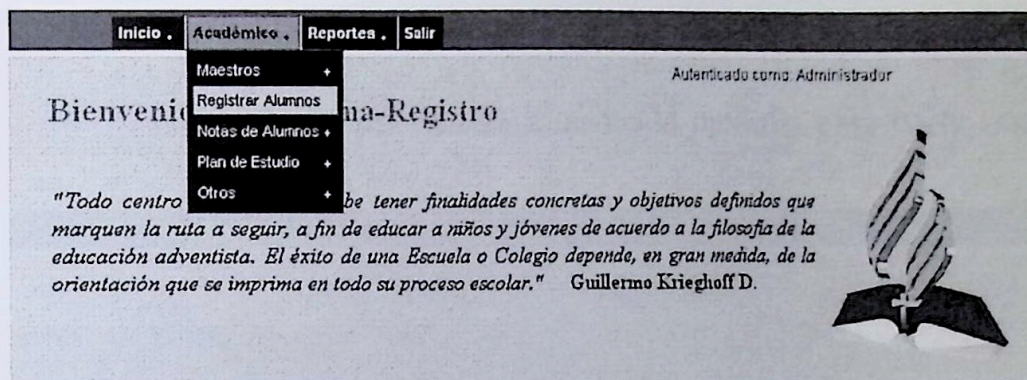 Inicio . Académico . Reportes . Salir
Autenticado como: Administrador
Maestros +
Registrar Alumnos
Notas de Alumnos +
Plan de Estudio +
Otros +
Bienveni ma-Registro
"Todo centro be tener finalidades concretas y objetivos definidos que
marquen la ruta a seguir, a fin de educar a niños y jóvenes de acuerdo a la filosofia de la
educación adventista. El éxito de una Escuela o Colegio depende, en gran medida, de la
orientación que se imprima en todo su proceso escolar." Guillermo Krieghoff D.